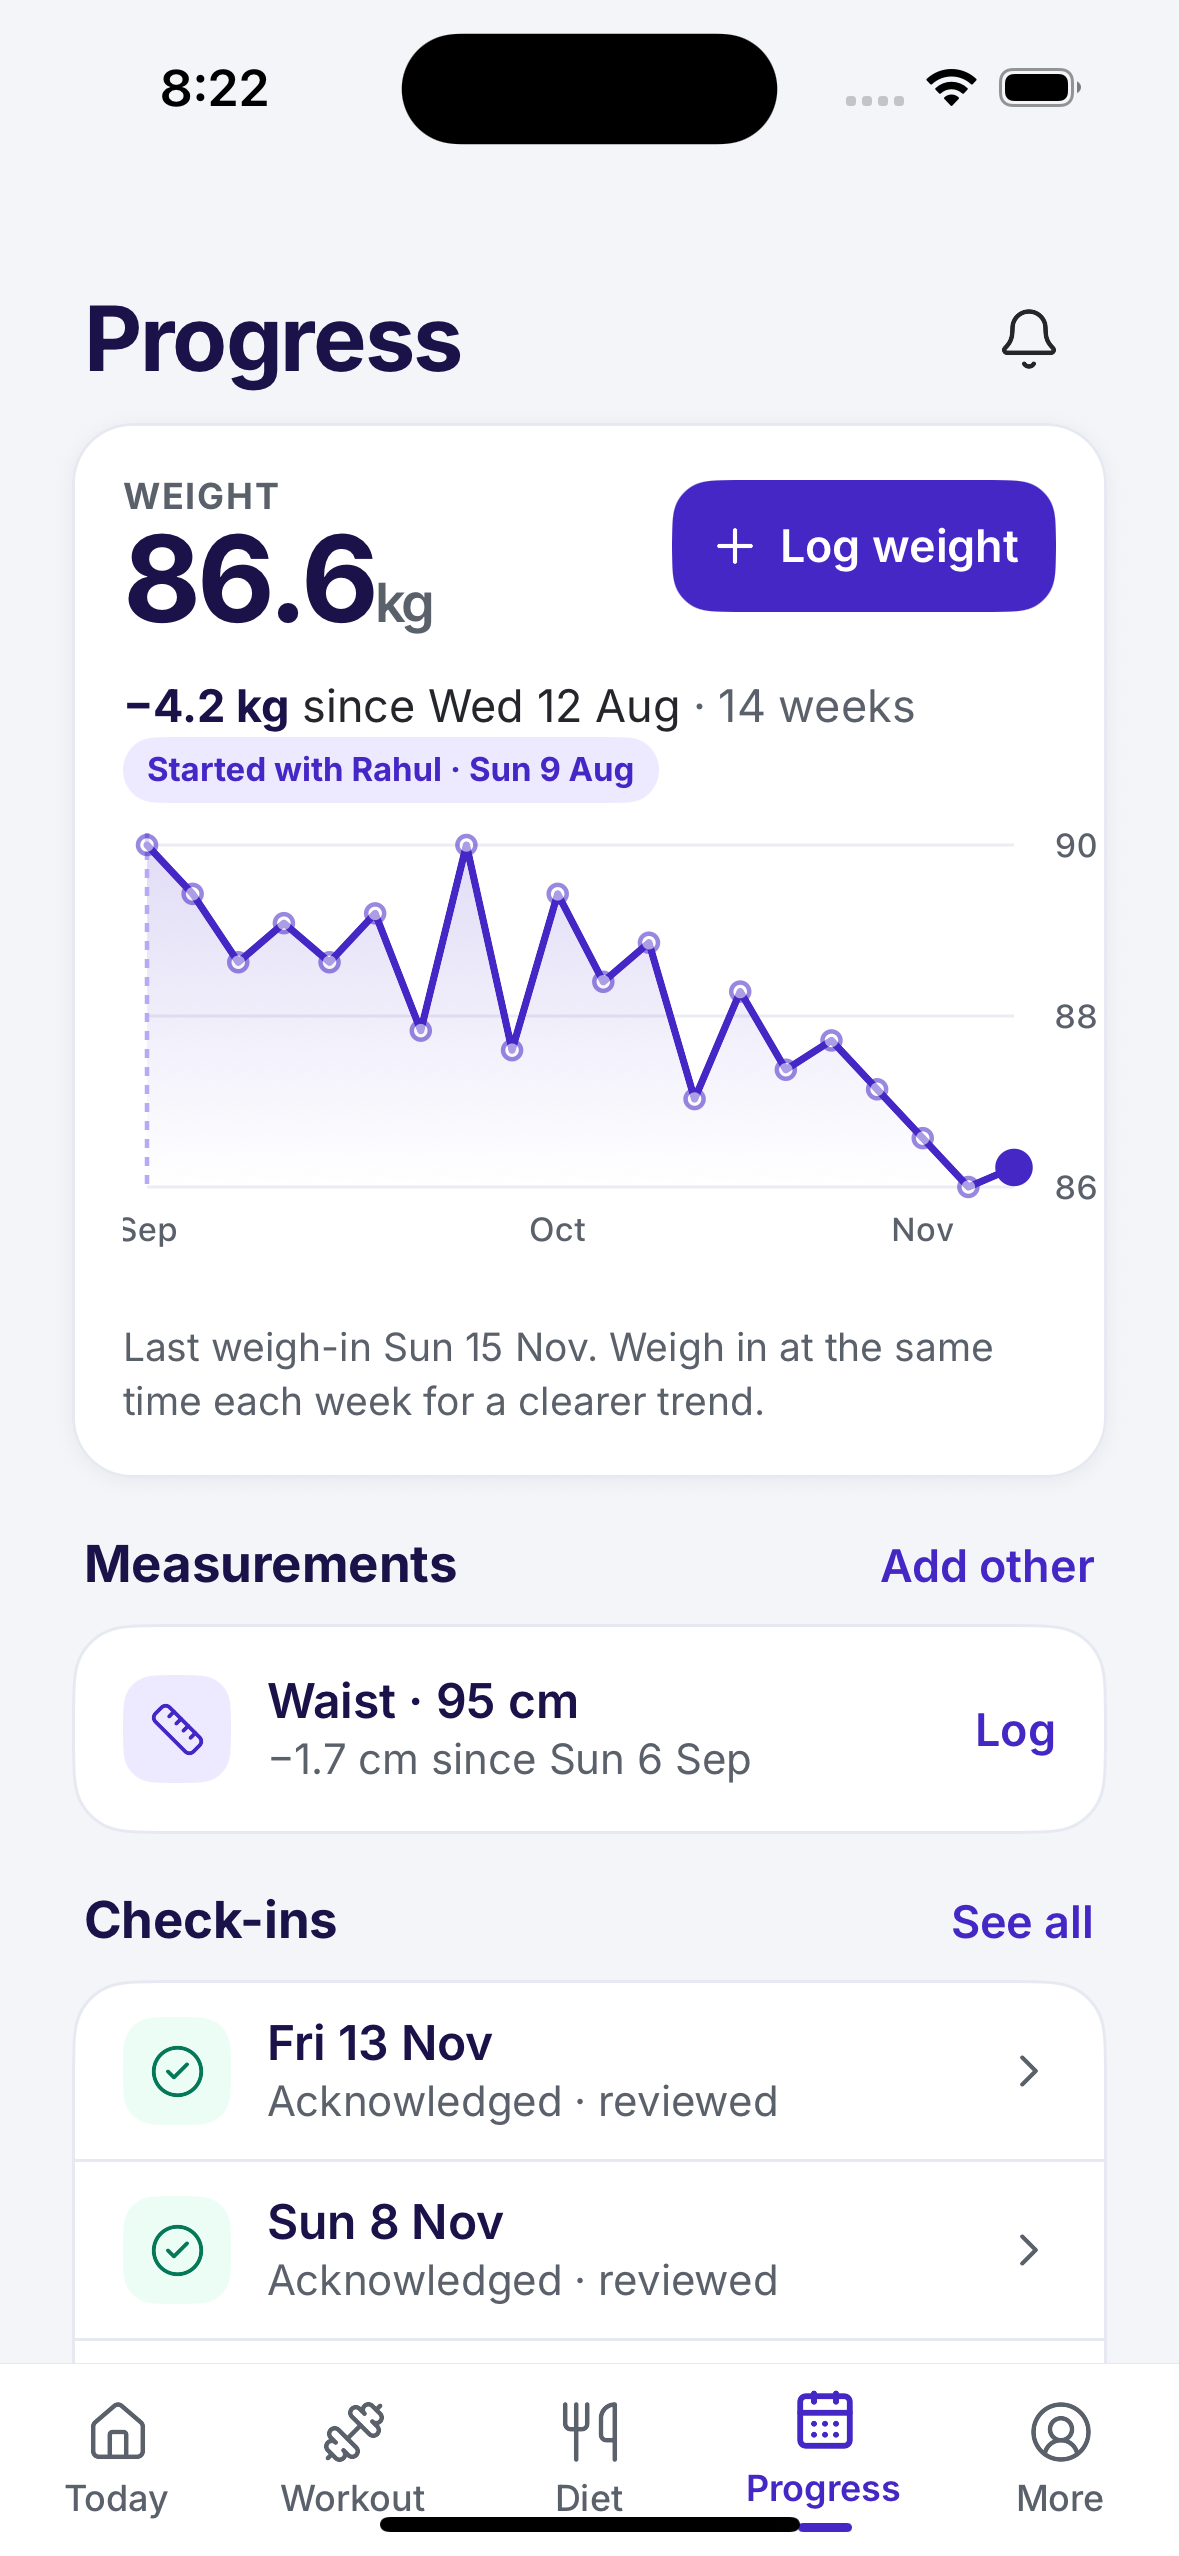 8:22
Progress
WEIGHT
86.6kg
+ Log weight
−4.2 kg since Wed 12 Aug · 14 weeks
Started with Rahul · Sun 9 Aug
90
88
86
Sep Oct Nov
Last weigh-in Sun 15 Nov. Weigh in at the same
time each week for a clearer trend.
Measurements Add other
Waist · 95 cm
−1.7 cm since Sun 6 Sep
Log
Check-ins See all
Fri 13 Nov
Acknowledged · reviewed
Sun 8 Nov
Acknowledged · reviewed
Today Workout Diet Progress More